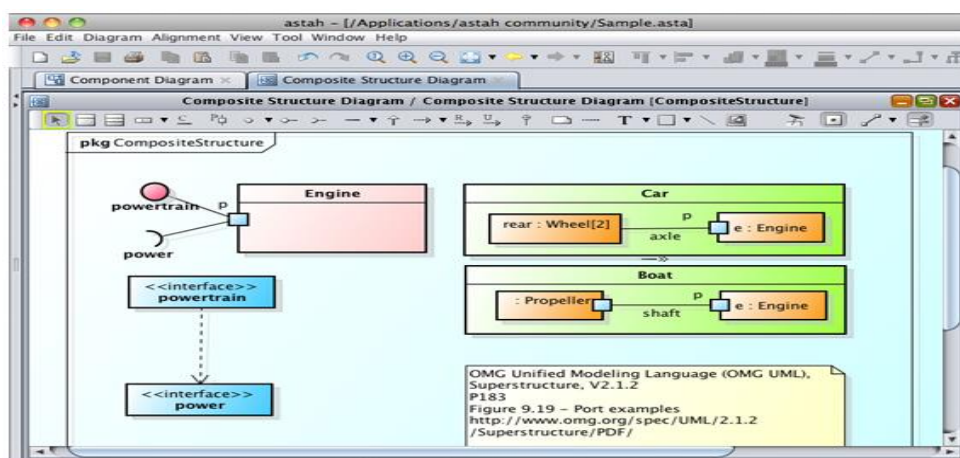 astah - [/Applications/astah community/Sample.asta]
File Edit Diagram Alignment View Tool Window Help
Component Diagram Composite Structure Diagram
Composite Structure Diagram / Composite Structure Diagram [CompositeStructure]
pkg CompositeStructure
Engine
powertrain p
power
<<interface>>
powertrain
<<interface>>
power
Car
rear : Wheel[2] p e : Engine
axle
Boat
: Propeller p e : Engine
shaft
OMG Unified Modeling Language (OMG UML),
Superstructure, V2.1.2
P183
Figure 9.19 – Port examples
http://www.omg.org/spec/UML/2.1.2
/Superstructure/PDF/